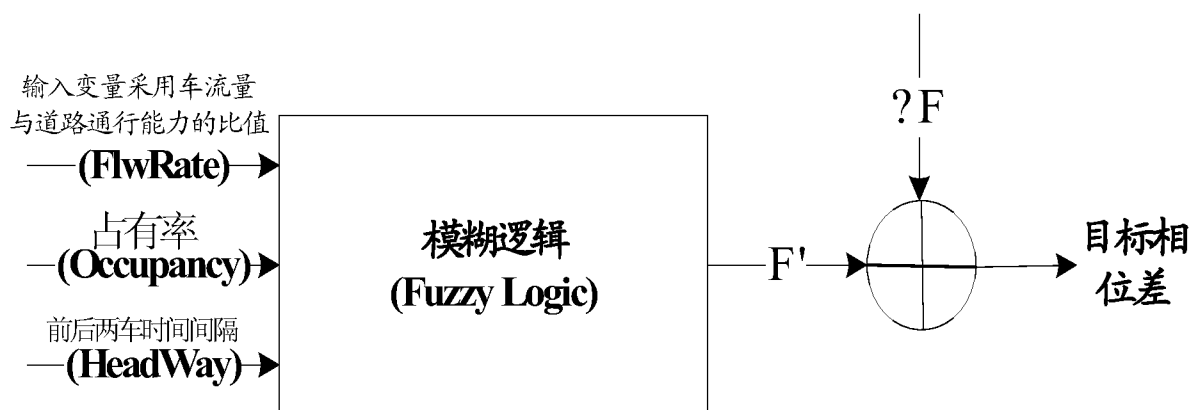 输入变量采用车流量
与道路通行能力的比值
(FlwRate)
占有率
(Occupancy)
前后两车时间间隔
(HeadWay)
模糊逻辑
(Fuzzy Logic)
F'
?F
目标相
位差